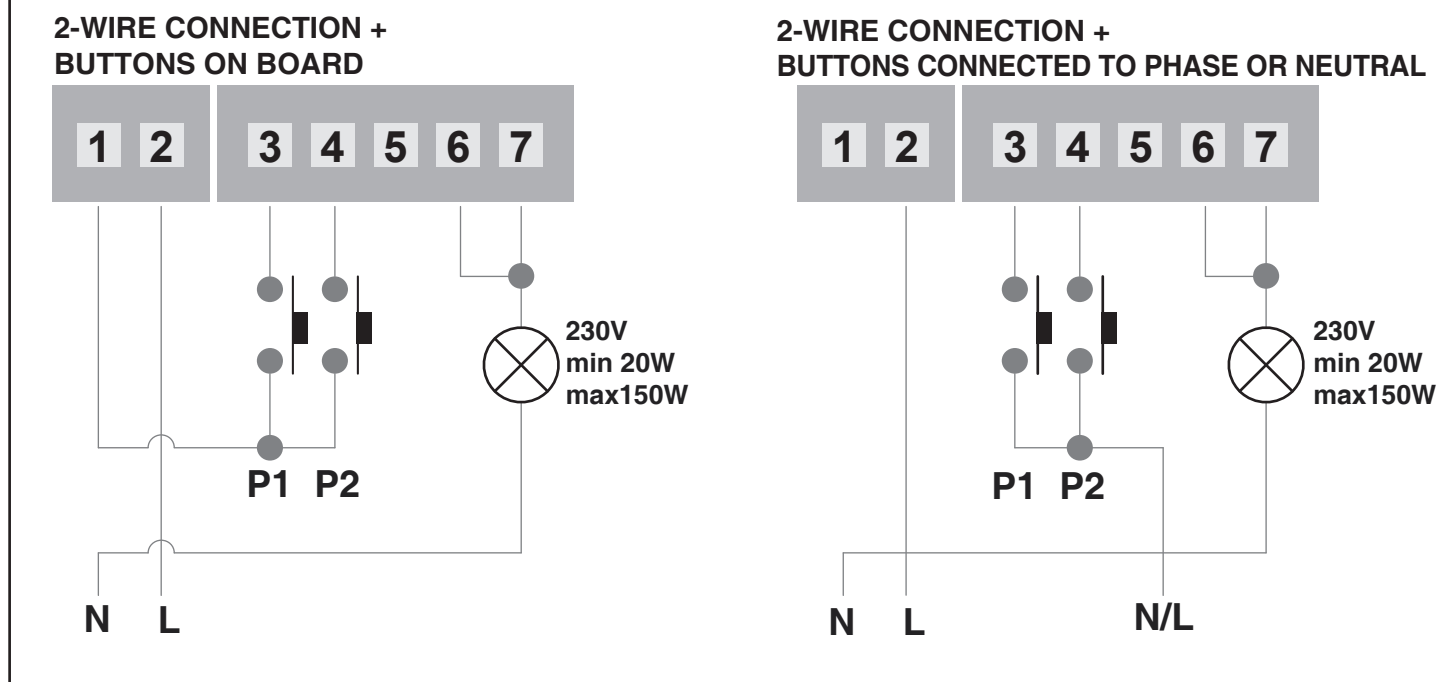 2-WIRE CONNECTION +
BUTTONS ON BOARD
1 2 3 4 5 6 7
230V
min 20W
max150W
P1 P2
N L
2-WIRE CONNECTION +
BUTTONS CONNECTED TO PHASE OR NEUTRAL
1 2 3 4 5 6 7
230V
min 20W
max150W
P1 P2
N L N/L